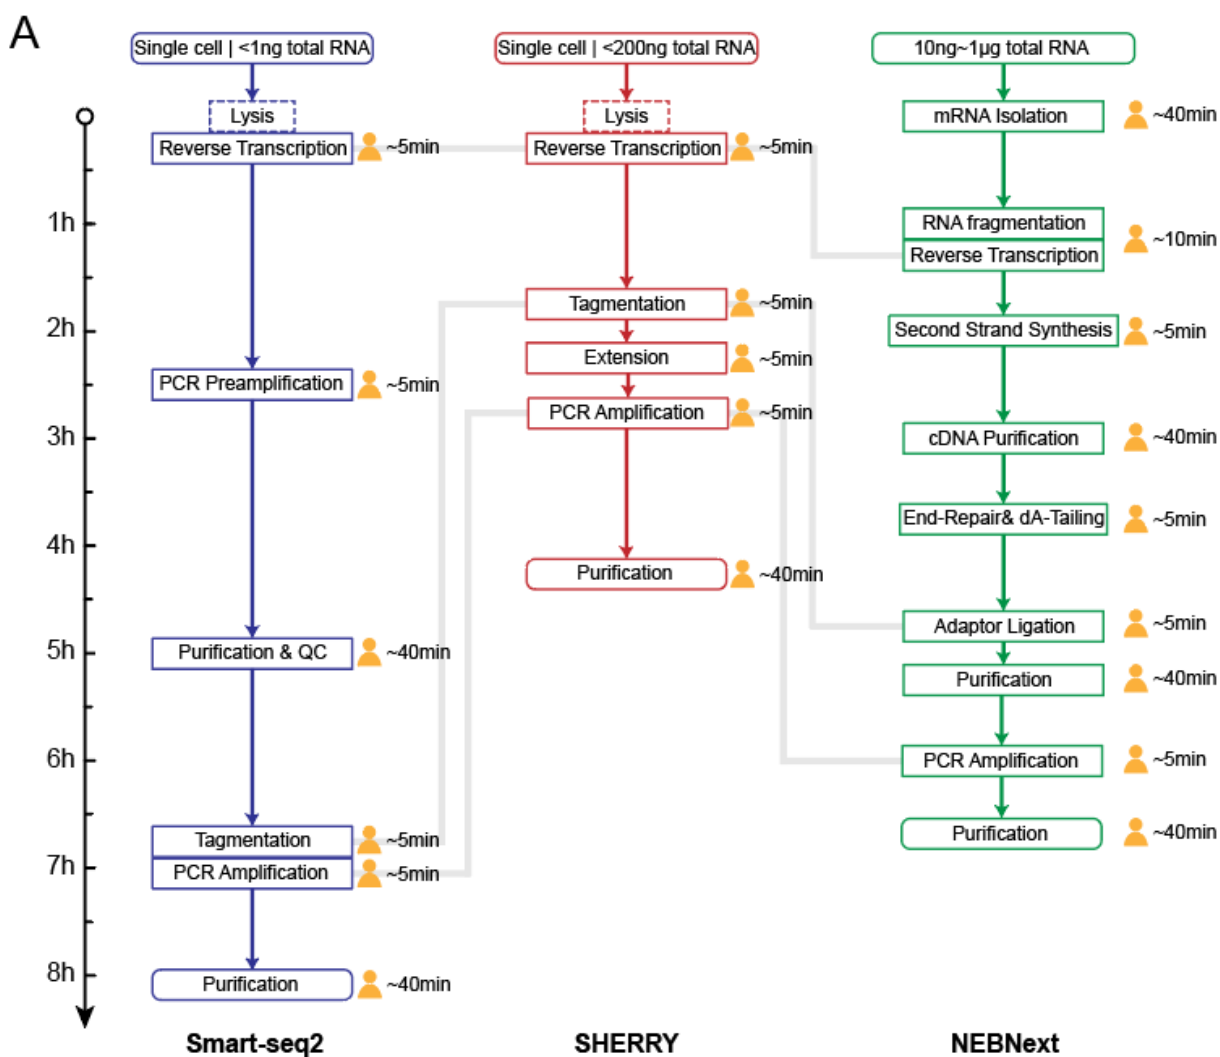 A
Single cell | <1ng total RNA
Lysis
Reverse Transcription
~5min
PCR Preamplification
~5min
Purification & QC
~40min
Tagmentation
~5min
PCR Amplification
~5min
Purification
~40min
Smart-seq2
Single cell | <200ng total RNA
Lysis
Reverse Transcription
~5min
Tagmentation
~5min
Extension
~5min
PCR Amplification
~5min
Purification
~40min
SHERRY
10ng~1μg total RNA
mRNA Isolation
~40min
RNA fragmentation
~10min
Reverse Transcription
Second Strand Synthesis
~5min
cDNA Purification
~40min
End-Repair& dA-Tailing
~5min
Adaptor Ligation
~5min
Purification
~40min
PCR Amplification
~5min
Purification
~40min
NEBNext
1h
2h
3h
4h
5h
6h
7h
8h